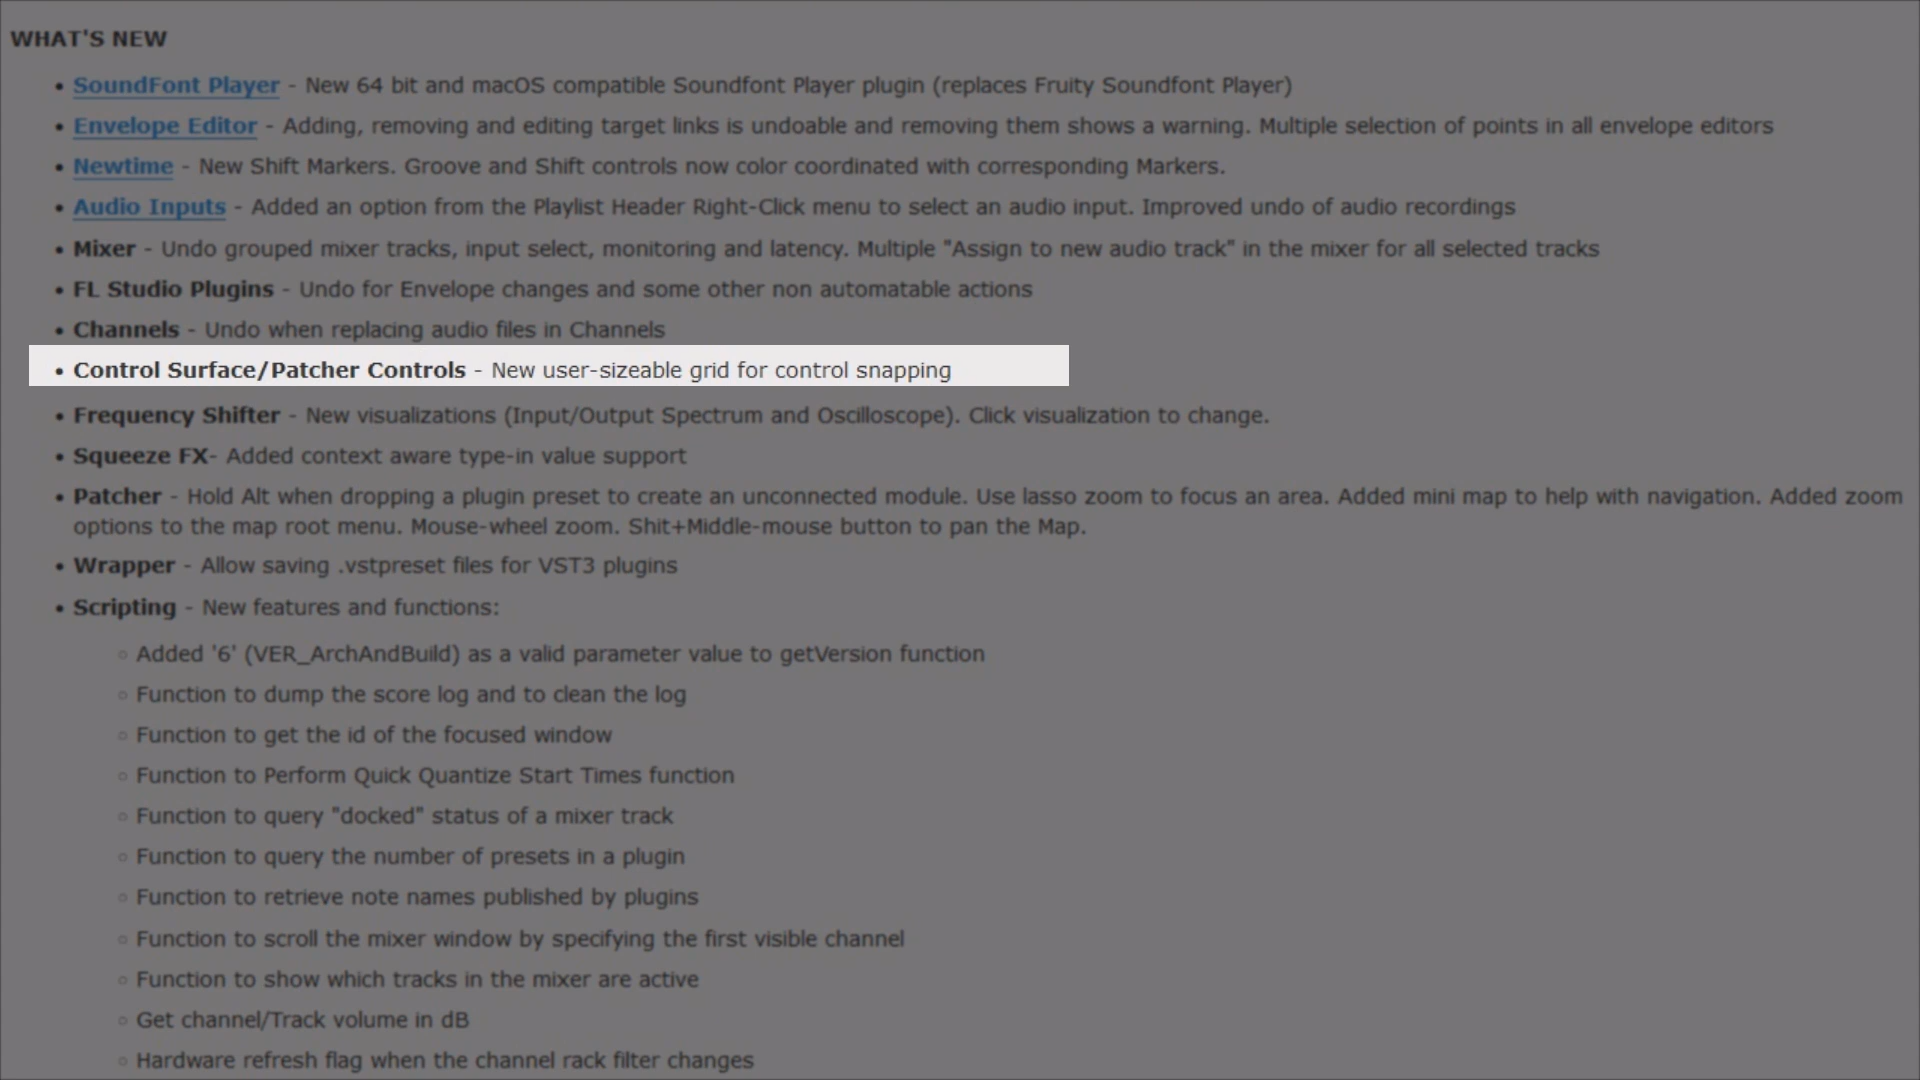 WHAT'S NEW
• SoundFont Player - New 64 bit and macOS compatible Soundfont Player plugin (replaces Fruity Soundfont Player)
• Envelope Editor - Adding, removing and editing target links is undoable and removing them shows a warning. Multiple selection of points in all envelope editors
• Newtime - New Shift Markers. Groove and Shift controls now color coordinated with corresponding Markers.
• Audio Inputs - Added an option from the Playlist Header Right-Click menu to select an audio input. Improved undo of audio recordings
• Mixer - Undo grouped mixer tracks, input select, monitoring and latency. Multiple "Assign to new audio track" in the mixer for all selected tracks
• FL Studio Plugins - Undo for Envelope changes and some other non automatable actions
• Channels - Undo when replacing audio files in Channels
• Control Surface/Patcher Controls - New user-sizeable grid for control snapping
• Frequency Shifter - New visualizations (Input/Output Spectrum and Oscilloscope). Click visualization to change.
• Squeeze FX- Added context aware type-in value support
• Patcher - Hold Alt when dropping a plugin preset to create an unconnected module. Use lasso zoom to focus an area. Added mini map to help with navigation. Added zoom
options to the map root menu. Mouse-wheel zoom. Shit+Middle-mouse button to pan the Map.
• Wrapper - Allow saving .vstpreset files for VST3 plugins
• Scripting - New features and functions:
○ Added '6' (VER_ArchAndBuild) as a valid parameter value to getVersion function
○ Function to dump the score log and to clean the log
○ Function to get the id of the focused window
○ Function to Perform Quick Quantize Start Times function
○ Function to query "docked" status of a mixer track
○ Function to query the number of presets in a plugin
○ Function to retrieve note names published by plugins
○ Function to scroll the mixer window by specifying the first visible channel
○ Function to show which tracks in the mixer are active
○ Get channel/Track volume in dB
○ Hardware refresh flag when the channel rack filter changes